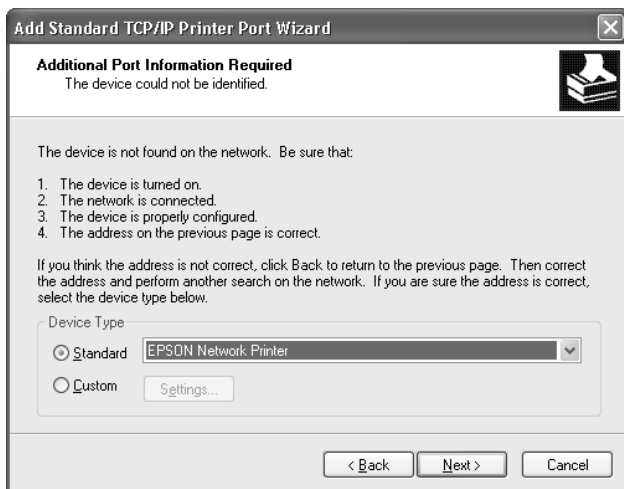 Add Standard TCP/IP Printer Port Wizard
Additional Port Information Required
The device could not be identified.
The device is not found on the network. Be sure that:
1. The device is turned on.
2. The network is connected.
3. The device is properly configured.
4. The address on the previous page is correct.
If you think the address is not correct, click Back to return to the previous page. Then correct
the address and perform another search on the network. If you are sure the address is correct,
select the device type below.
Device Type
Standard EPSON Network Printer
Custom Settings...
< Back Next > Cancel